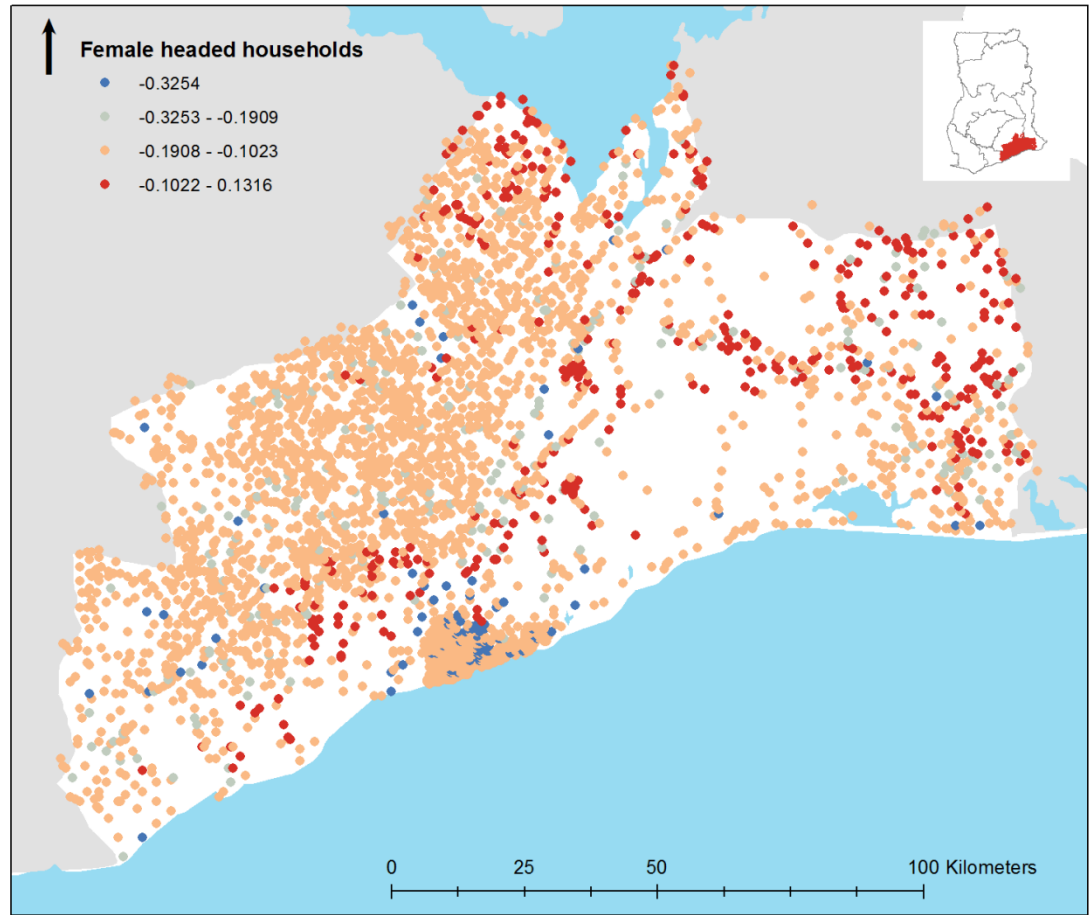 Female headed households
-0.3254
-0.3253 - -0.1909
-0.1908 - -0.1023
-0.1022 - 0.1316
0 25 50 100 Kilometers